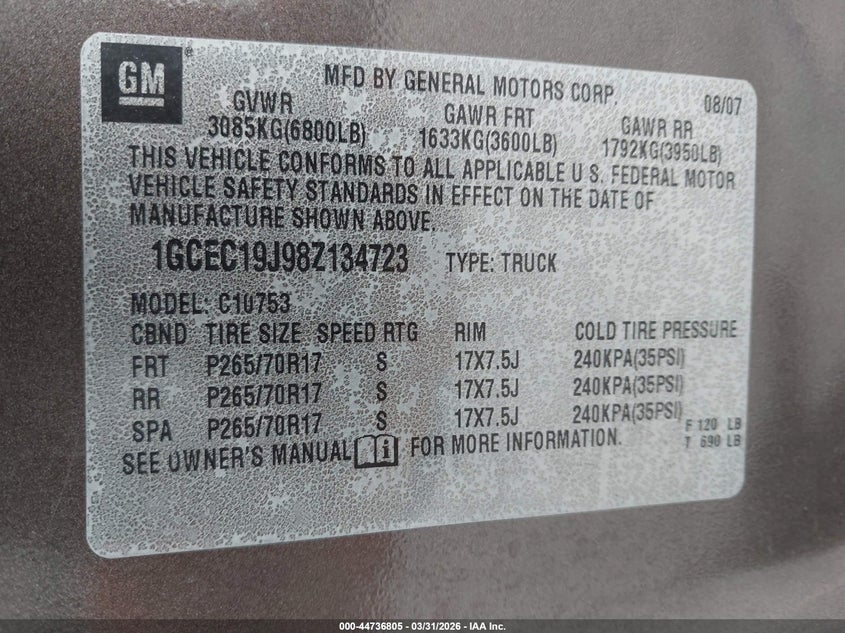 GM ®
MFD BY GENERAL MOTORS CORP. 08/07
GVWR GAWR FRT GAWR RR
3085KG(6800LB) 1633KG(3600LB) 1792KG(3950LB)
THIS VEHICLE CONFORMS TO ALL APPLICABLE U.S. FEDERAL MOTOR
VEHICLE SAFETY STANDARDS IN EFFECT ON THE DATE OF
MANUFACTURE SHOWN ABOVE.
1GCEC19J98Z134723 TYPE: TRUCK
MODEL: C10753
CBND TIRE SIZE SPEED RTG RIM COLD TIRE PRESSURE
FRT P265/70R17 S 17X7.5J 240KPA(35PSI)
RR P265/70R17 S 17X7.5J 240KPA(35PSI)
SPA P265/70R17 S 17X7.5J 240KPA(35PSI)
F 120 LB
SEE OWNER'S MANUAL i FOR MORE INFORMATION. T 690 LB
000-44736805 — 03/31/2026 — IAA Inc.